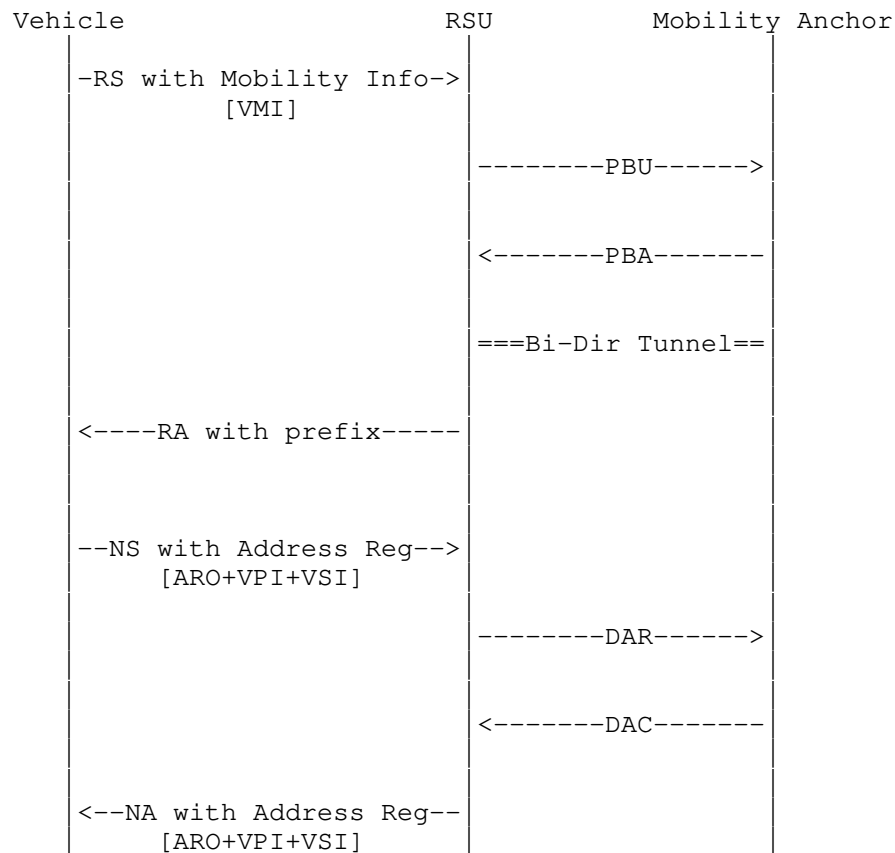 Vehicle RSU Mobility Anchor
-RS with Mobility Info->
[VMI]
--------PBU------>
<-------PBA-------
===Bi-Dir Tunnel==
<----RA with prefix-----
--NS with Address Reg-->
[ARO+VPI+VSI]
--------DAR------>
<-------DAC-------
<--NA with Address Reg--
[ARO+VPI+VSI]